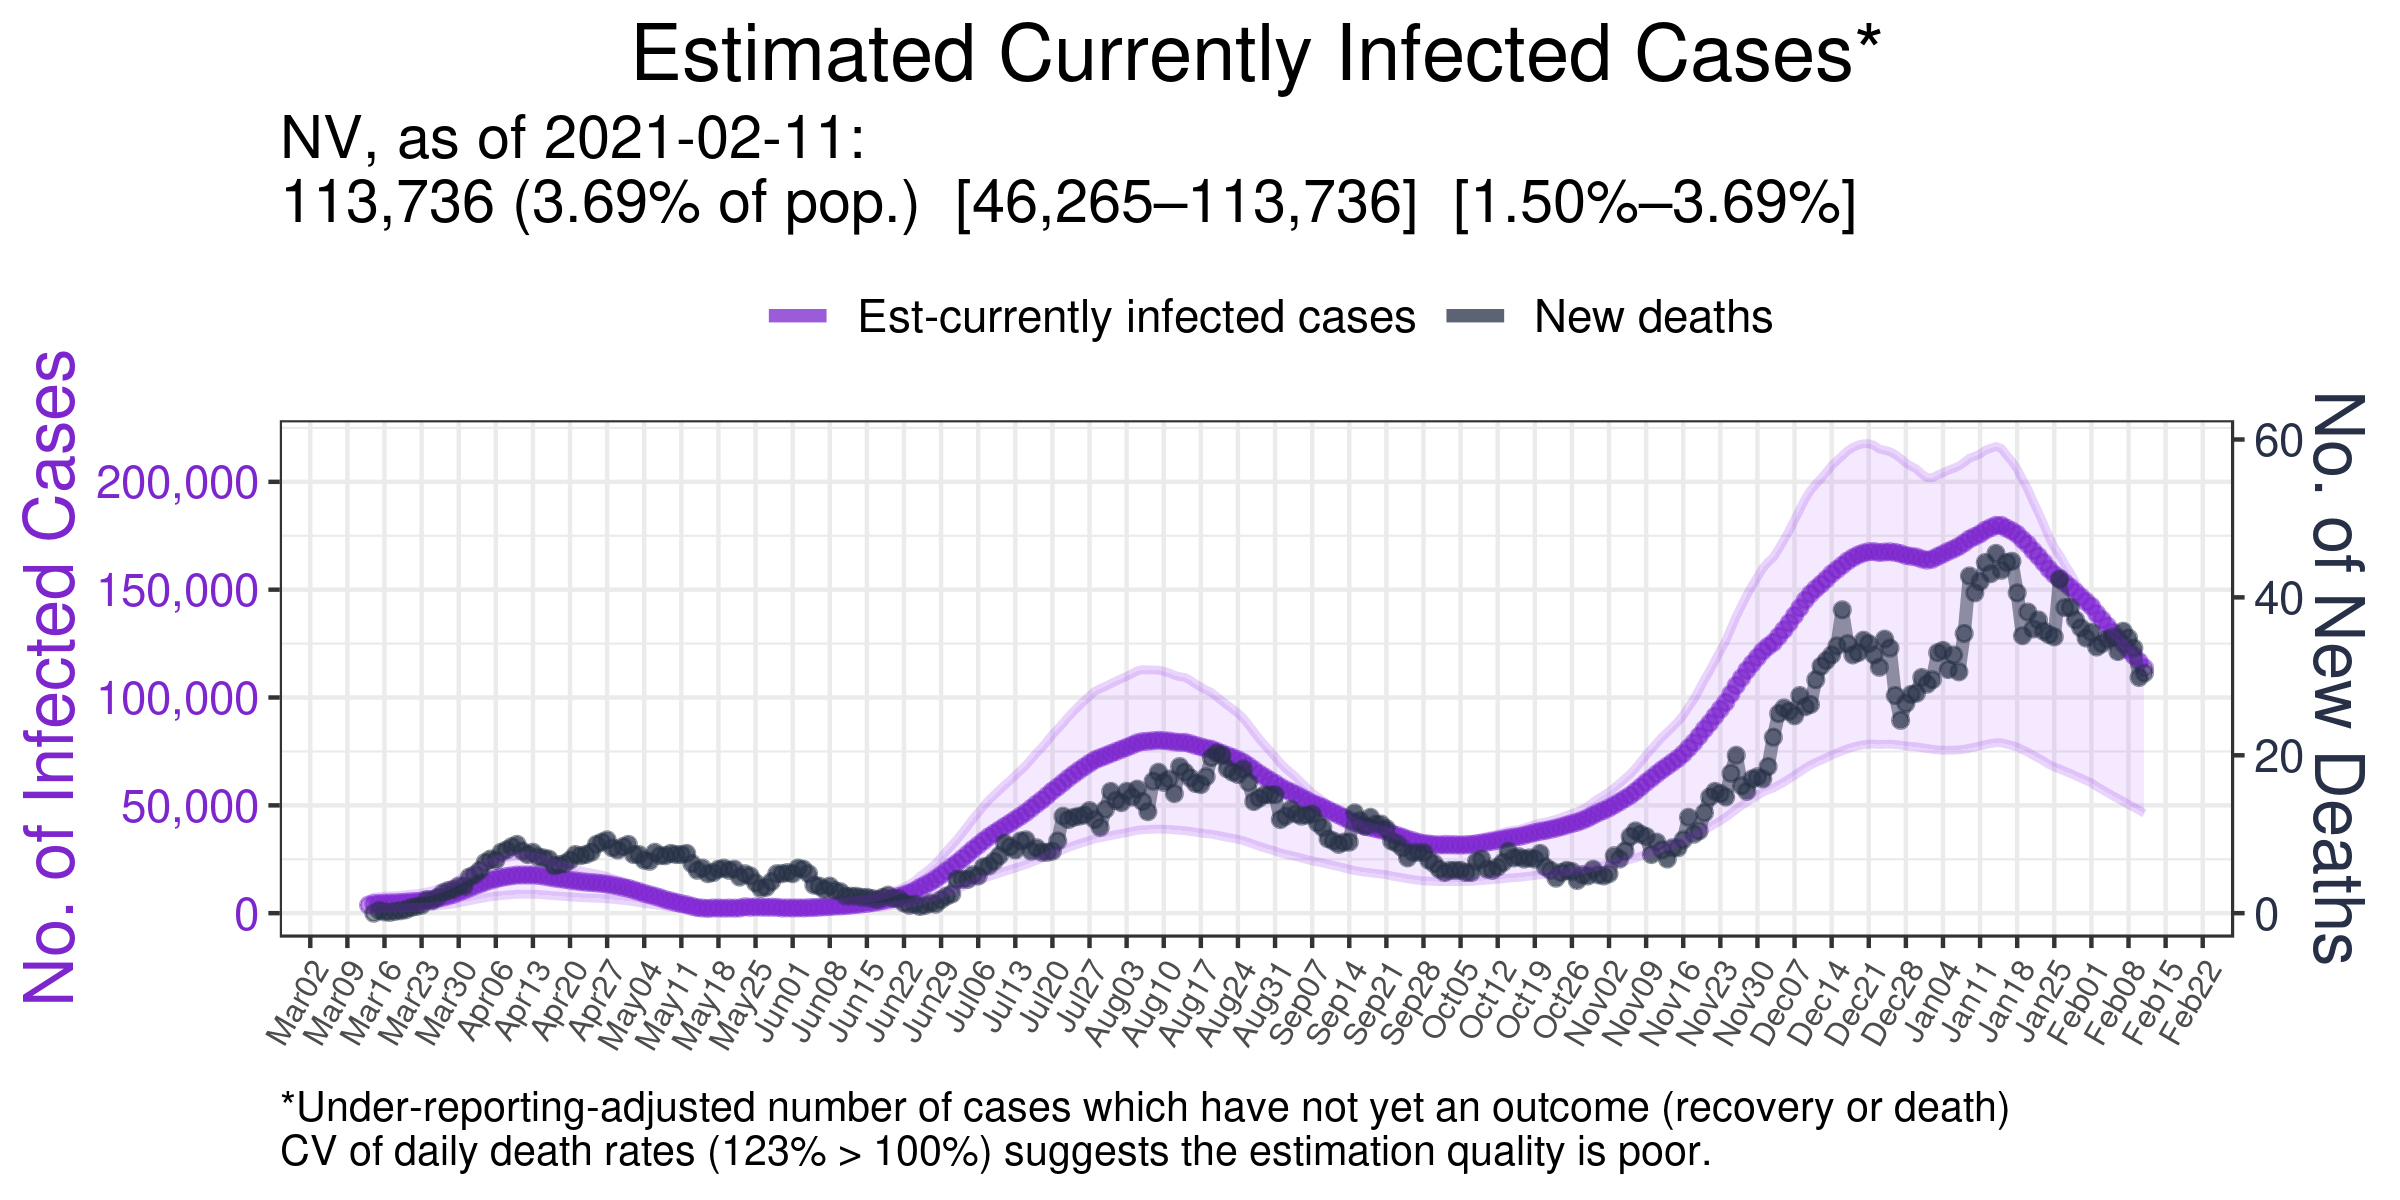 Estimated Currently Infected Cases*
NV, as of 2021-02-11:
113,736 (3.69% of pop.) [46,265–113,736] [1.50%–3.69%]
Est-currently infected cases
New deaths
No. of Infected Cases
200,000
150,000
100,000
50,000
0
60
40
20
0
No. of New Deaths
Mar02
Mar09
Mar16
Mar23
Mar30
Apr06
Apr13
Apr20
Apr27
May04
May11
May18
May25
Jun01
Jun08
Jun15
Jun22
Jun29
Jul06
Jul13
Jul20
Jul27
Aug03
Aug10
Aug17
Aug24
Aug31
Sep07
Sep14
Sep21
Sep28
Oct05
Oct12
Oct19
Oct26
Nov02
Nov09
Nov16
Nov23
Nov30
Dec07
Dec14
Dec21
Dec28
Jan04
Jan11
Jan18
Jan25
Feb01
Feb08
Feb15
Feb22
*Under-reporting-adjusted number of cases which have not yet an outcome (recovery or death)
CV of daily death rates (123% > 100%) suggests the estimation quality is poor.